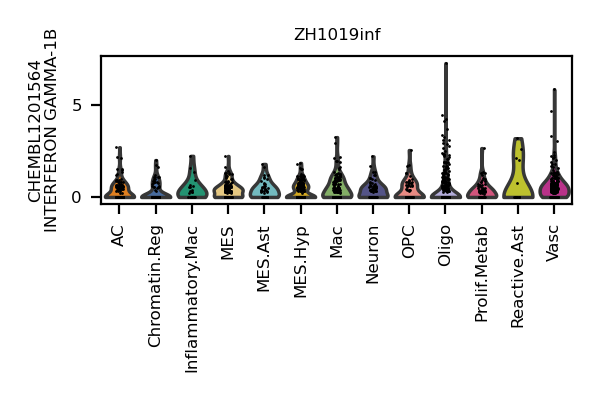 ZH1019inf
CHEMBL1201564
INTERFERON GAMMA-1B
5
0
AC
Chromatin.Reg
Inflammatory.Mac
MES
MES.Ast
MES.Hyp
Mac
Neuron
OPC
Oligo
Prolif.Metab
Reactive.Ast
Vasc